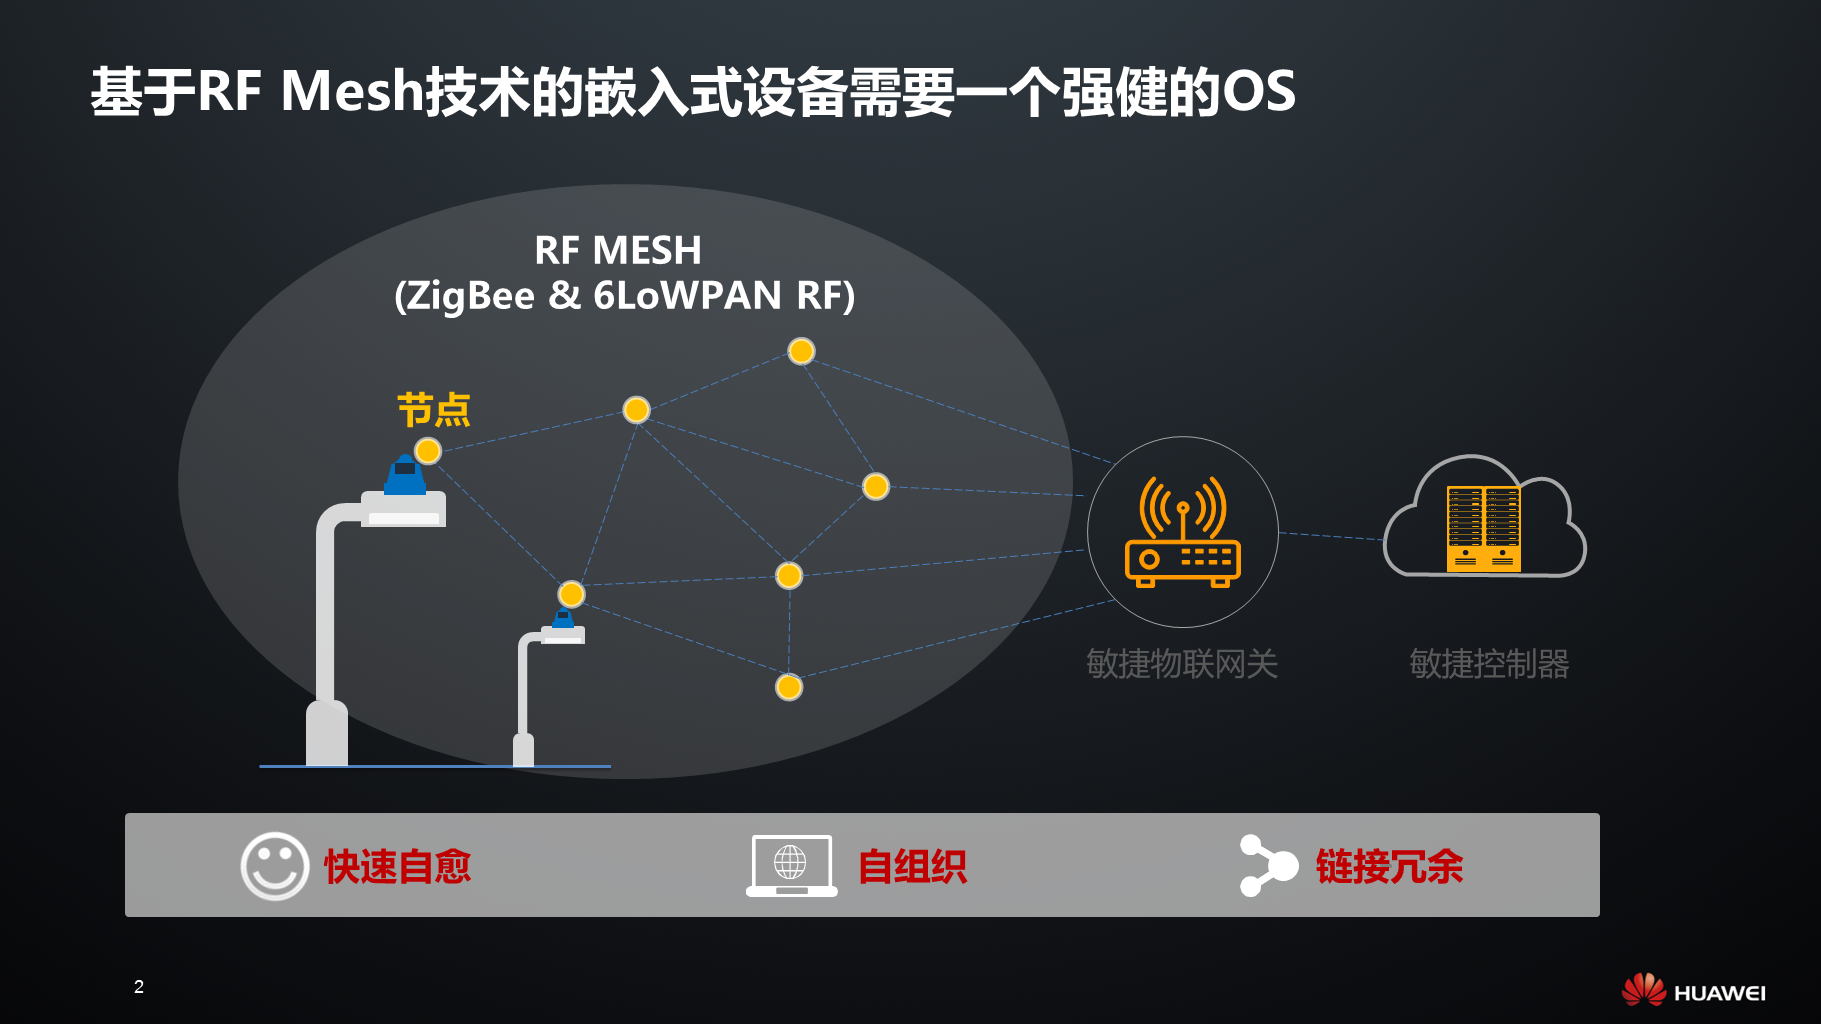 基于RF Mesh技术的嵌入式设备需要一个强健的OS
RF MESH
(ZigBee & 6LoWPAN RF)
节点
敏捷物联网关
敏捷控制器
快速自愈
自组织
链接冗余
2
HUAWEI